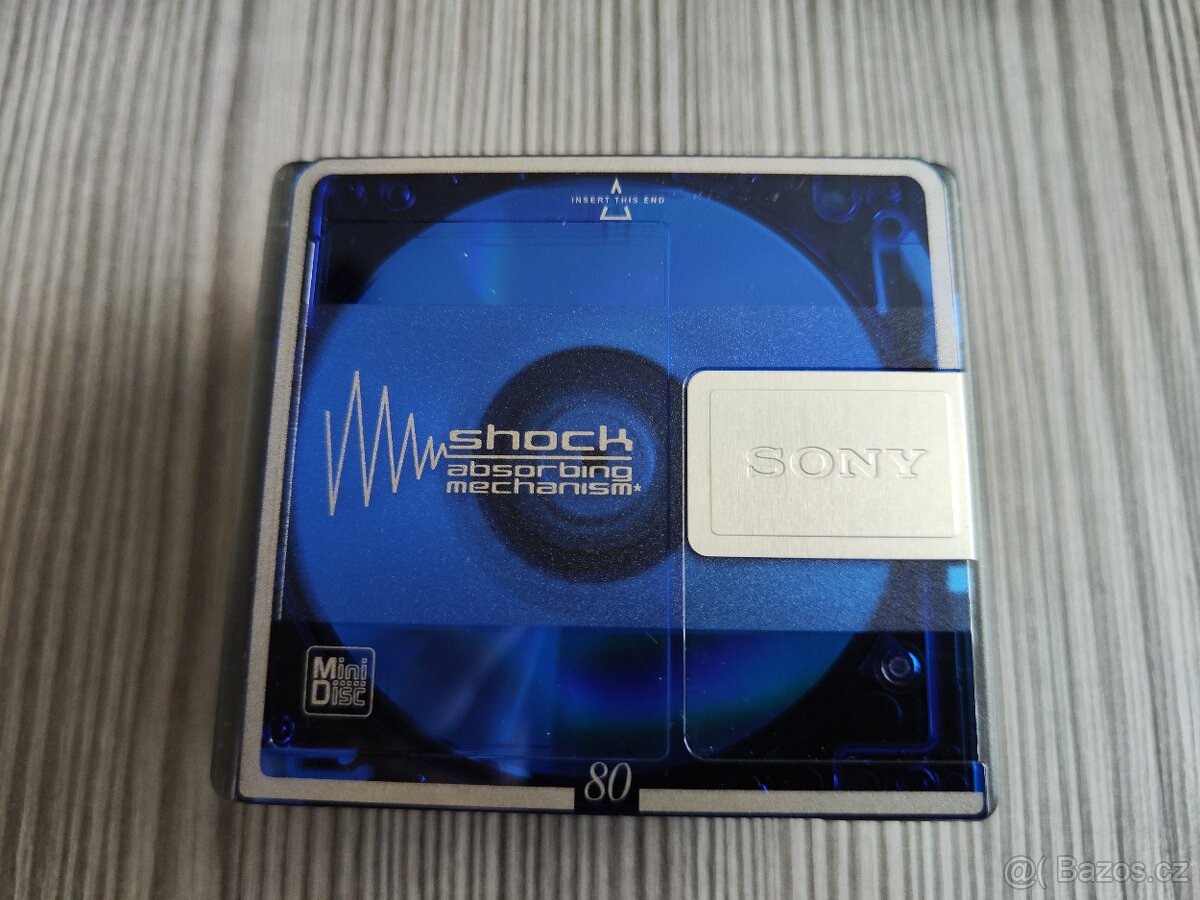 INSERT THIS END
shock
absorbing
mechanism*
SONY
Mini
Disc
80
@( Bazos.cz